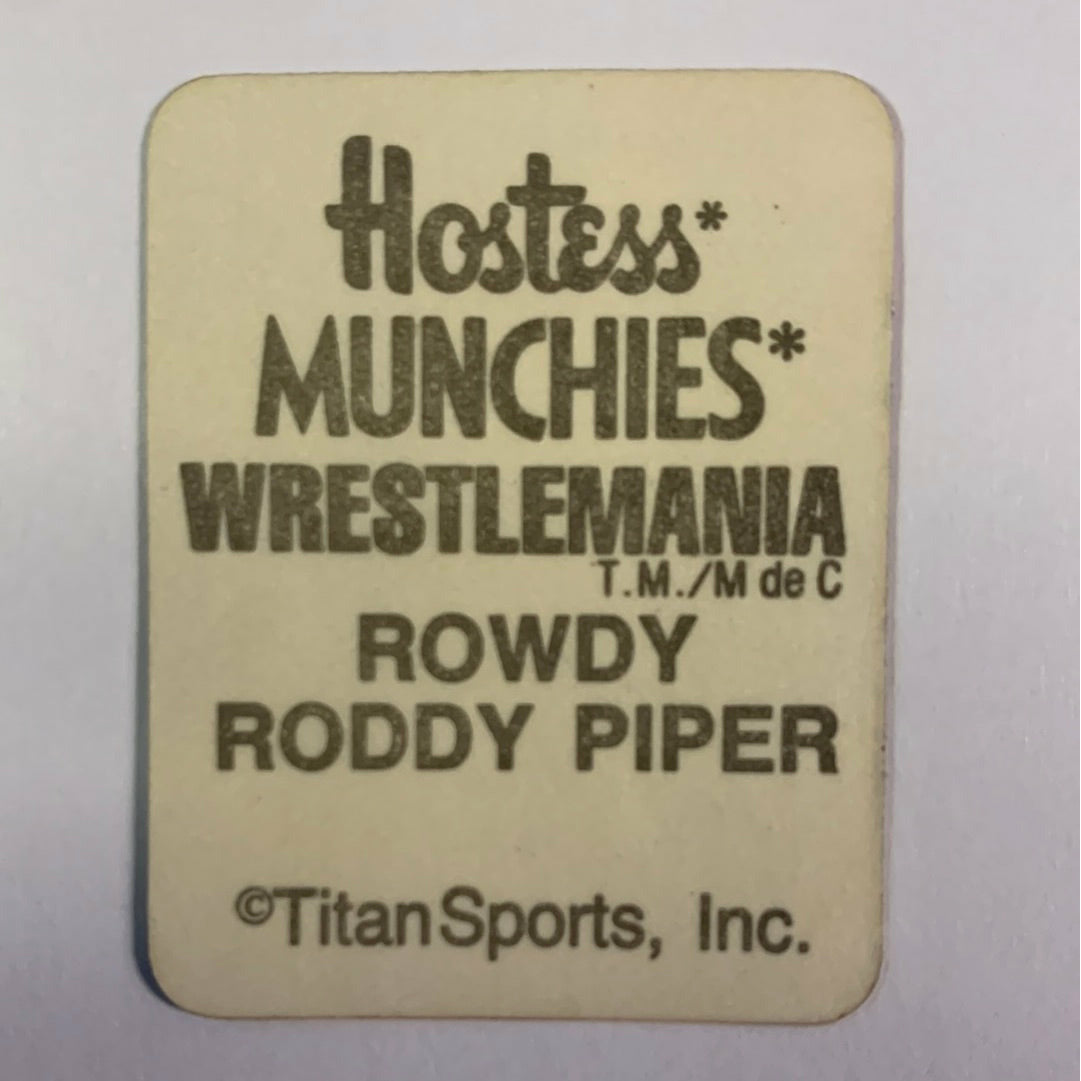 Hostess*
MUNCHIES*
WRESTLEMANIA
T.M./M de C
ROWDY
RODDY PIPER
©TitanSports, Inc.